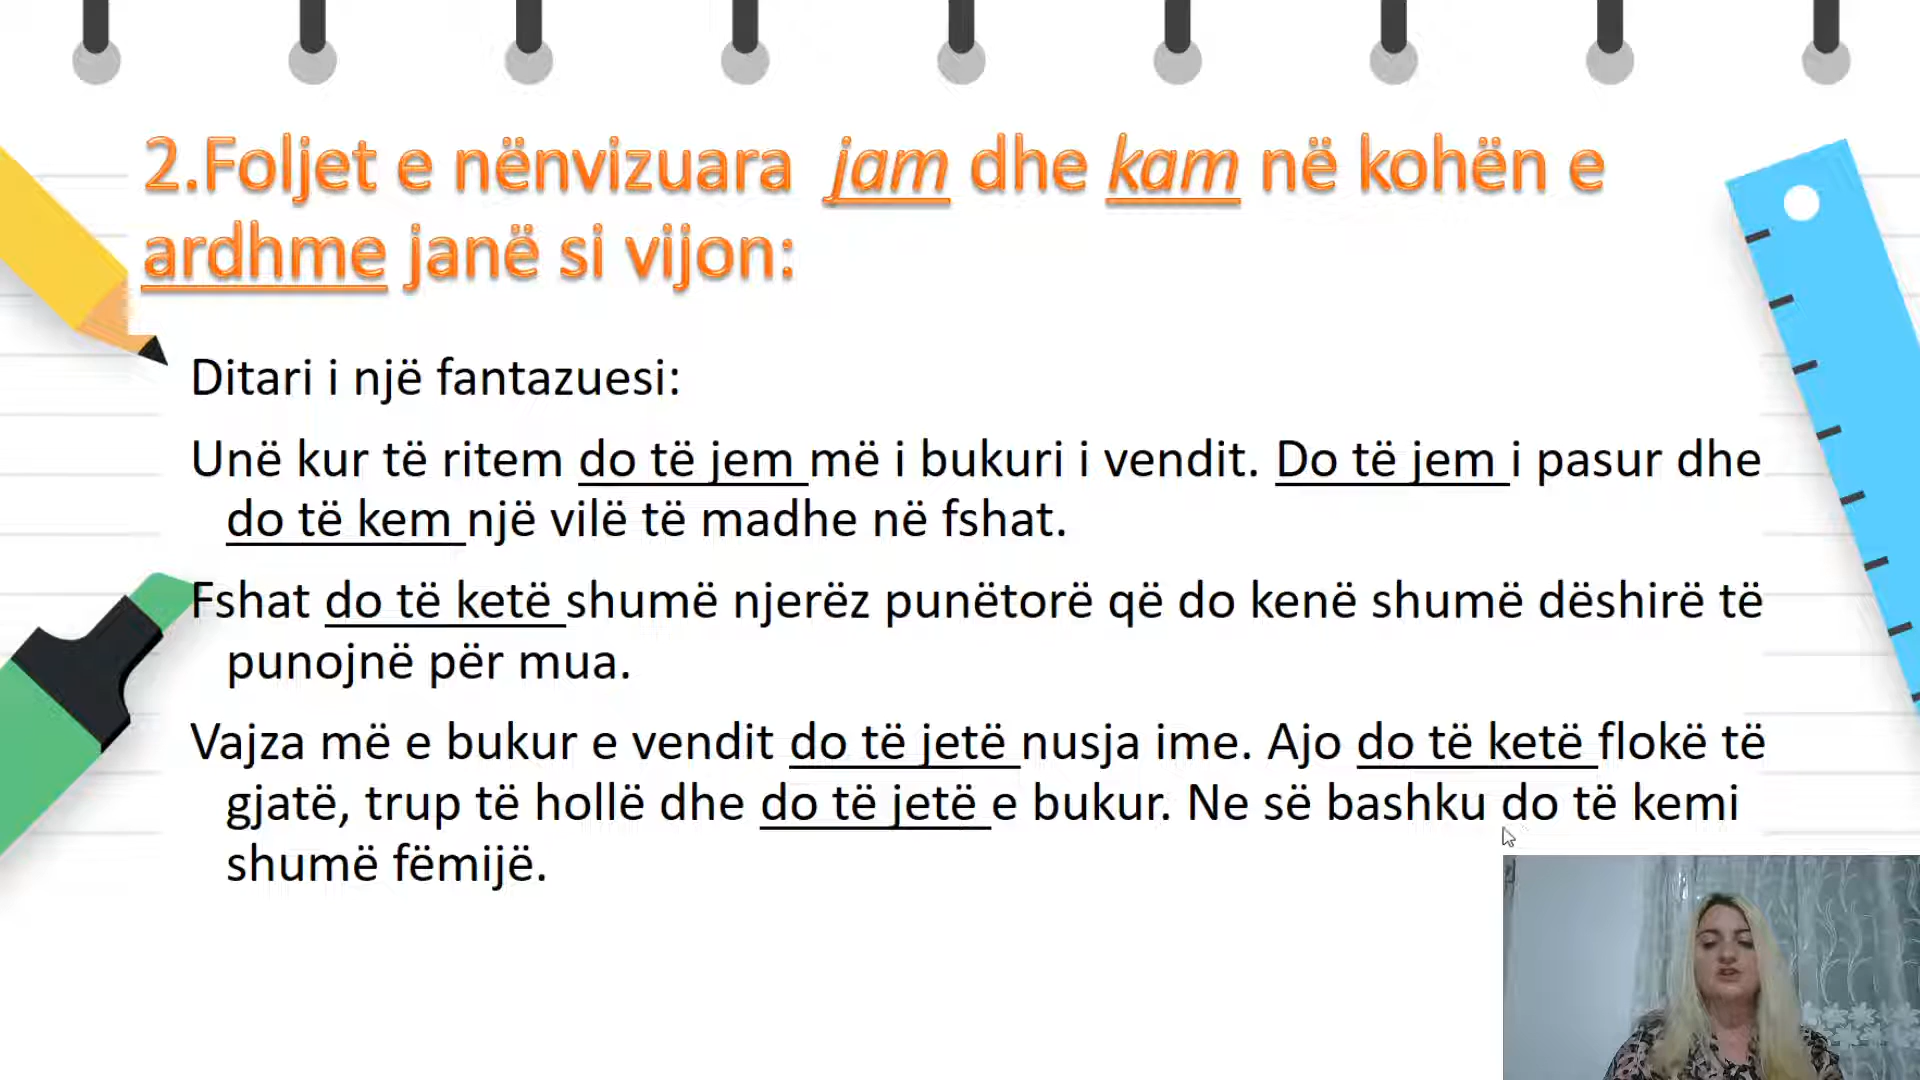 2.Foljet e nënvizuara jam dhe kam në kohën e
ardhme janë si vijon:
Ditari i një fantazuesi:
Unë kur të ritem do të jem më i bukuri i vendit. Do të jem i pasur dhe
do të kem një vilë të madhe në fshat.
Fshat do të ketë shumë njerëz punëtorë që do kenë shumë dëshirë të
punojnë për mua.
Vajza më e bukur e vendit do të jetë nusja ime. Ajo do të ketë flokë të
gjatë, trup të hollë dhe do të jetë e bukur. Ne së bashku do të kemi
shumë fëmijë.